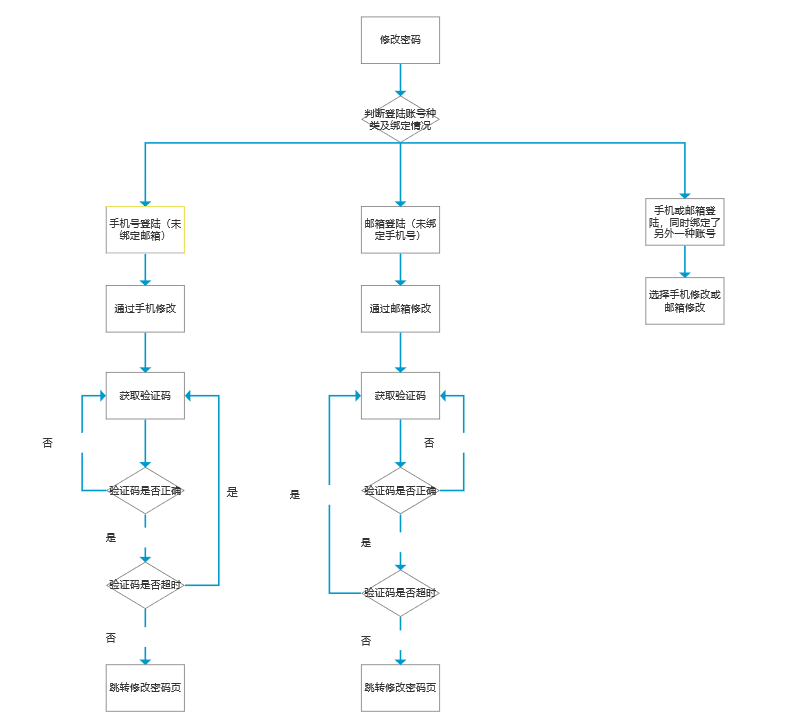 修改密码
判断登陆账号种
类及绑定情况
手机号登陆（未
绑定邮箱）
邮箱登陆（未绑
定手机号）
手机或邮箱登
陆，同时绑定了
另外一种账号
通过手机修改
通过邮箱修改
选择手机修改或
邮箱修改
获取验证码
获取验证码
否
否
验证码是否正确
是
是
验证码是否正确
是
是
验证码是否超时
验证码是否超时
否
否
跳转修改密码页
跳转修改密码页